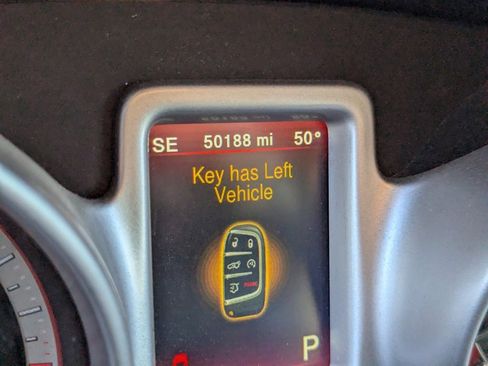 SE 50188 mi 50°
Key has Left
Vehicle
P